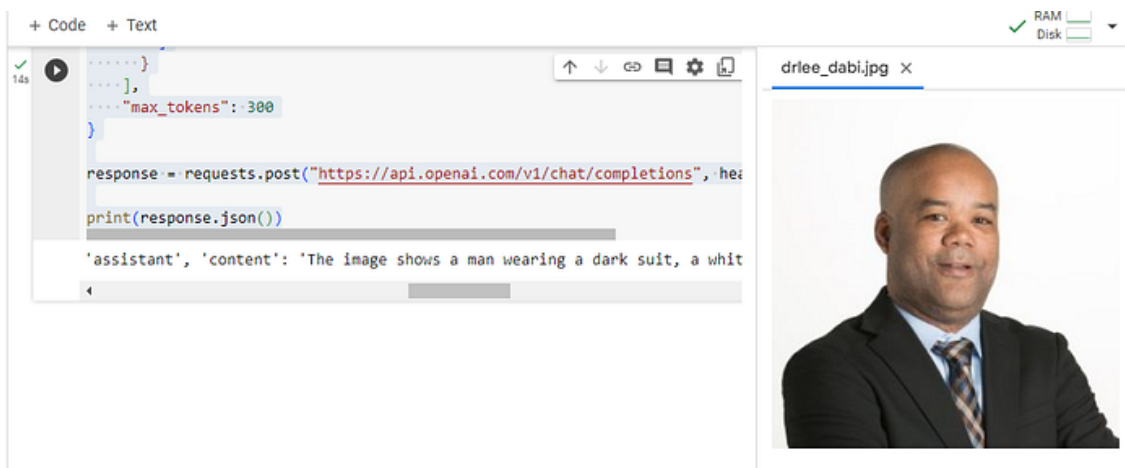 + Code + Text
RAM
Disk
14s
}
],
"max_tokens": 300
}
response = requests.post("https://api.openai.com/v1/chat/completions", hea
print(response.json())
'assistant', 'content': 'The image shows a man wearing a dark suit, a whit
drlee_dabi.jpg ×